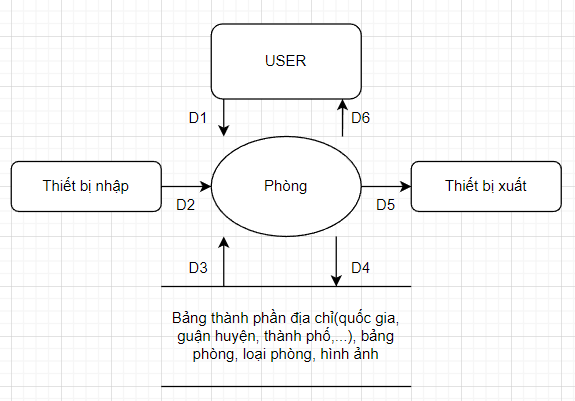 USER
D1
D6
Thiết bị nhập
Phòng
Thiết bị xuất
D2
D5
D3
D4
Bảng thành phần địa chỉ(quốc gia,
guận huyện, thành phố,...), bảng
phòng, loại phòng, hình ảnh